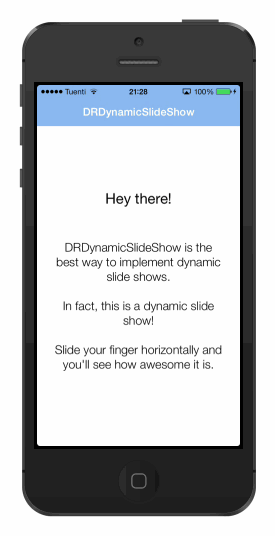 Tuenti 21:28 100%
DRDynamicSlideShow
Hey there!
DRDynamicSlideShow is the
best way to implement dynamic
slide shows.
In fact, this is a dynamic slide
show!
Slide your finger horizontally and
you'll see how awesome it is.